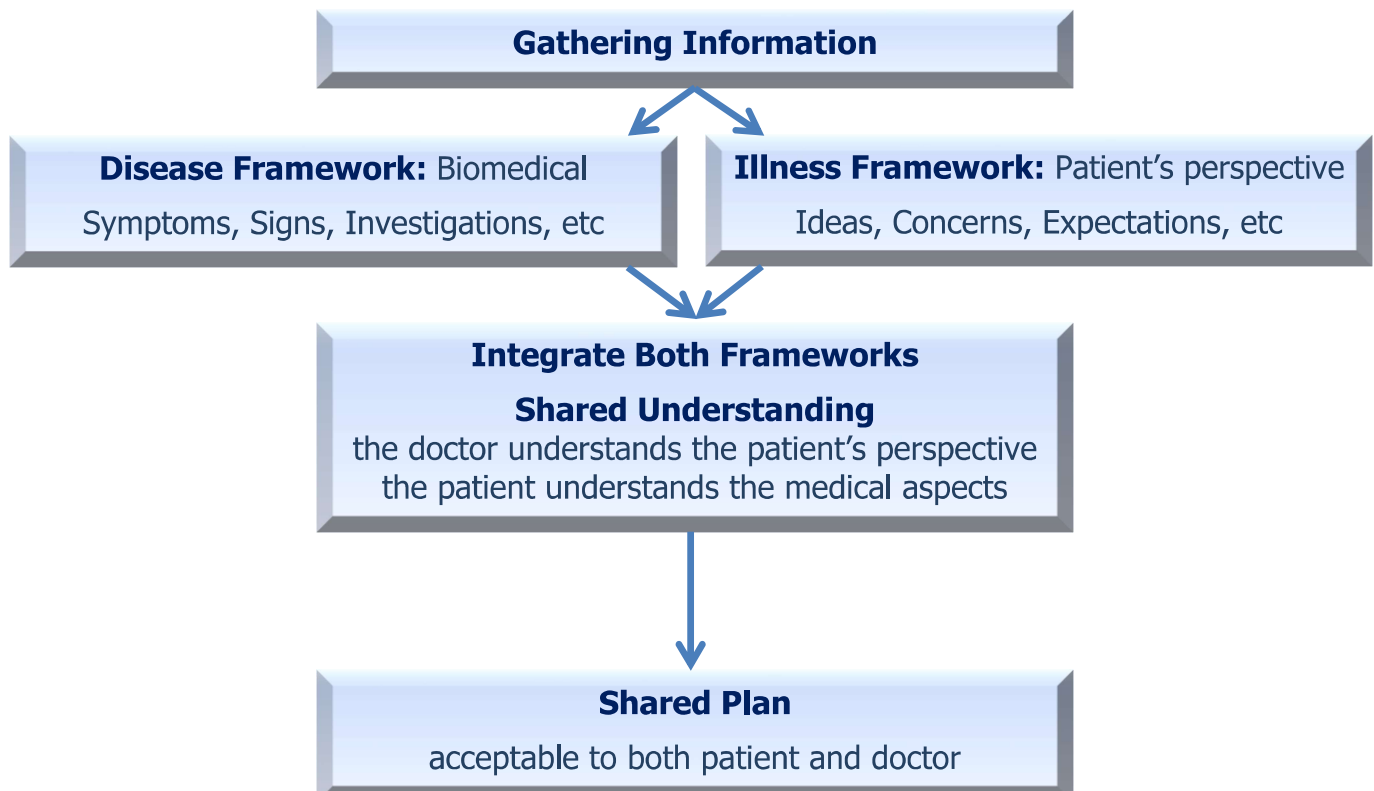 Gathering Information
Disease Framework: Biomedical
Symptoms, Signs, Investigations, etc
Illness Framework: Patient’s perspective
Ideas, Concerns, Expectations, etc
Integrate Both Frameworks
Shared Understanding
the doctor understands the patient’s perspective
the patient understands the medical aspects
Shared Plan
acceptable to both patient and doctor